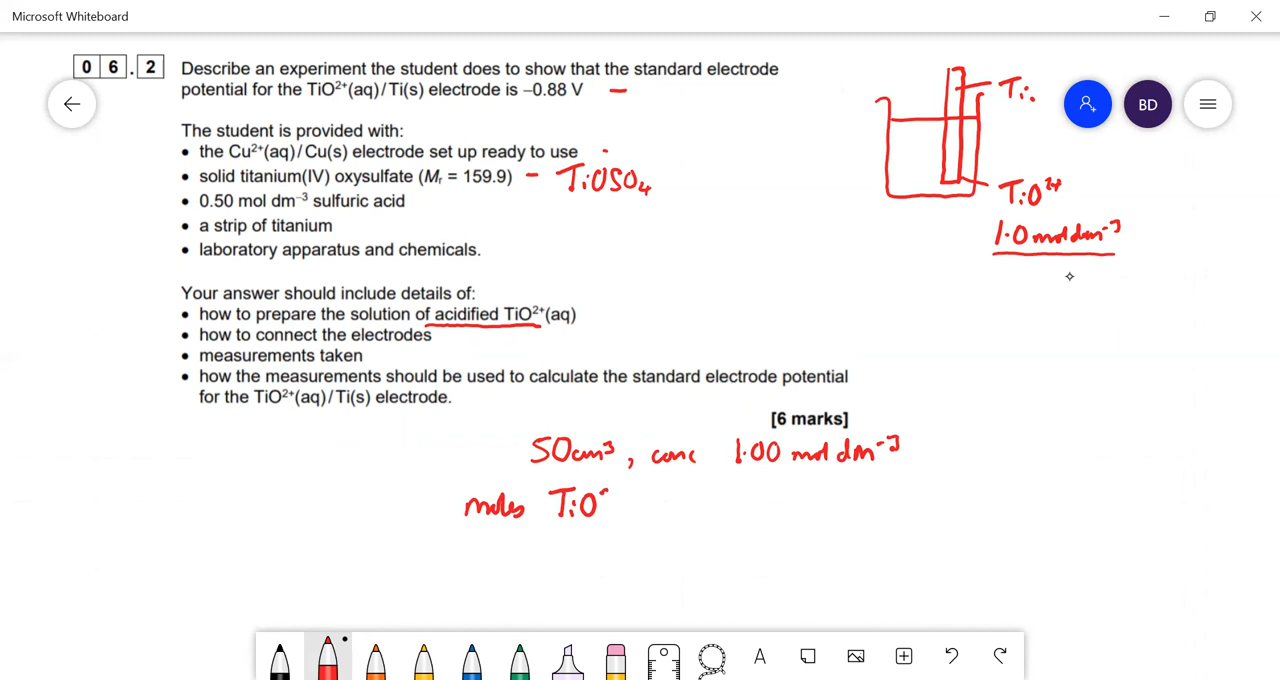 Microsoft Whiteboard
0 6 . 2 Describe an experiment the student does to show that the standard electrode
potential for the TiO²⁺(aq)/Ti(s) electrode is −0.88 V
The student is provided with:
• the Cu²⁺(aq)/Cu(s) electrode set up ready to use
• solid titanium(IV) oxysulfate (Mᵣ = 159.9) - TiOSO₄
• 0.50 mol dm⁻³ sulfuric acid
• a strip of titanium
• laboratory apparatus and chemicals.
Your answer should include details of:
• how to prepare the solution of acidified TiO²⁺(aq)
• how to connect the electrodes
• measurements taken
• how the measurements should be used to calculate the standard electrode potential
for the TiO²⁺(aq)/Ti(s) electrode.
[6 marks]
Ti
TiO²⁺
1.0 mol dm⁻³
BD
50cm³, conc 1.00 mol dm⁻³
moles TiO
A